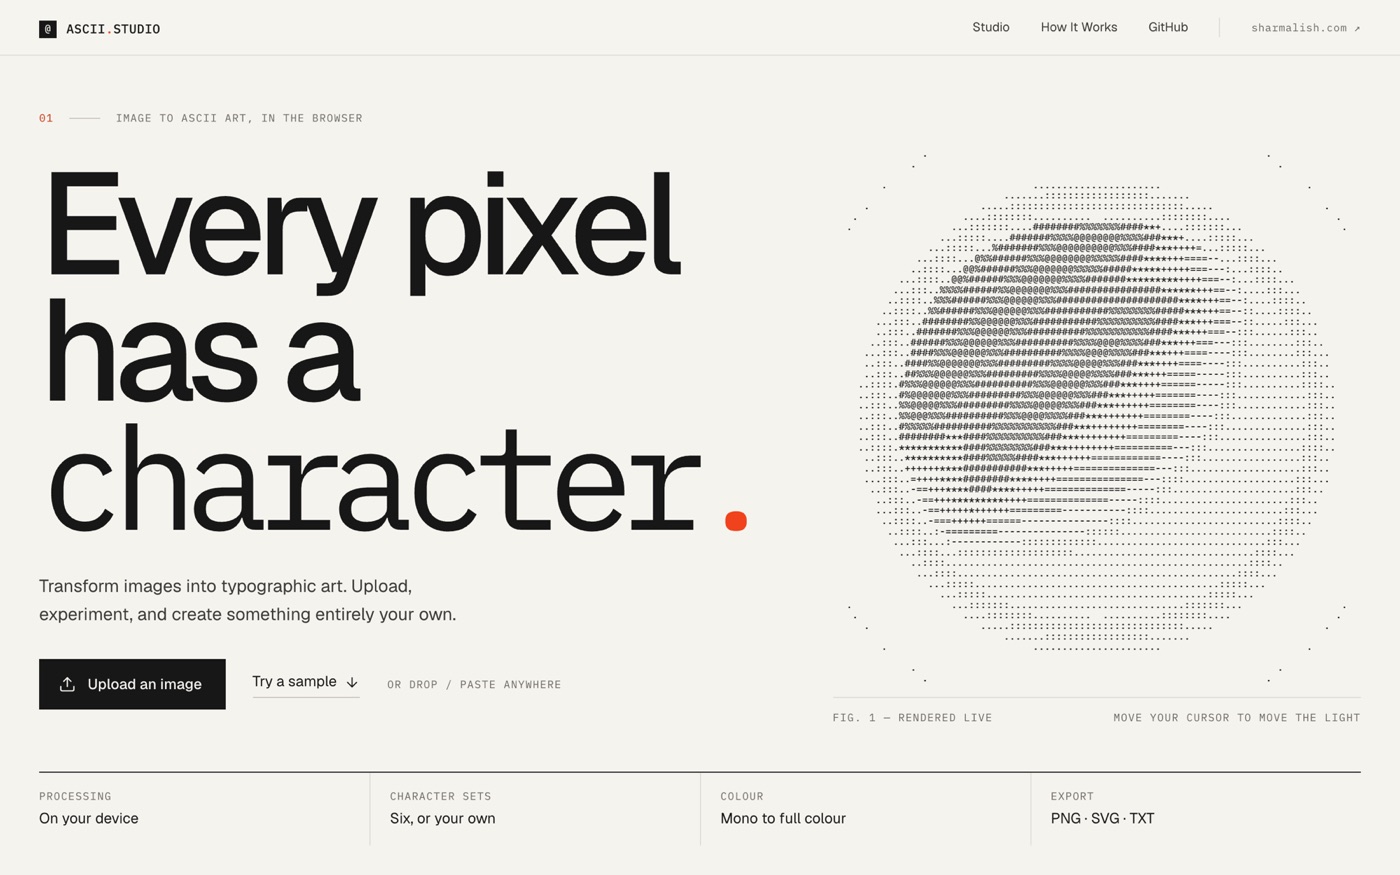 @ ASCII.STUDIO
Studio
How It Works
GitHub
sharmalish.com ↗
01 IMAGE TO ASCII ART, IN THE BROWSER
Every pixel
has a
character.
Transform images into typographic art. Upload,
experiment, and create something entirely your own.
Upload an image
Try a sample ↓
OR DROP / PASTE ANYWHERE
FIG. 1 — RENDERED LIVE
MOVE YOUR CURSOR TO MOVE THE LIGHT
PROCESSING
On your device
CHARACTER SETS
Six, or your own
COLOUR
Mono to full colour
EXPORT
PNG · SVG · TXT